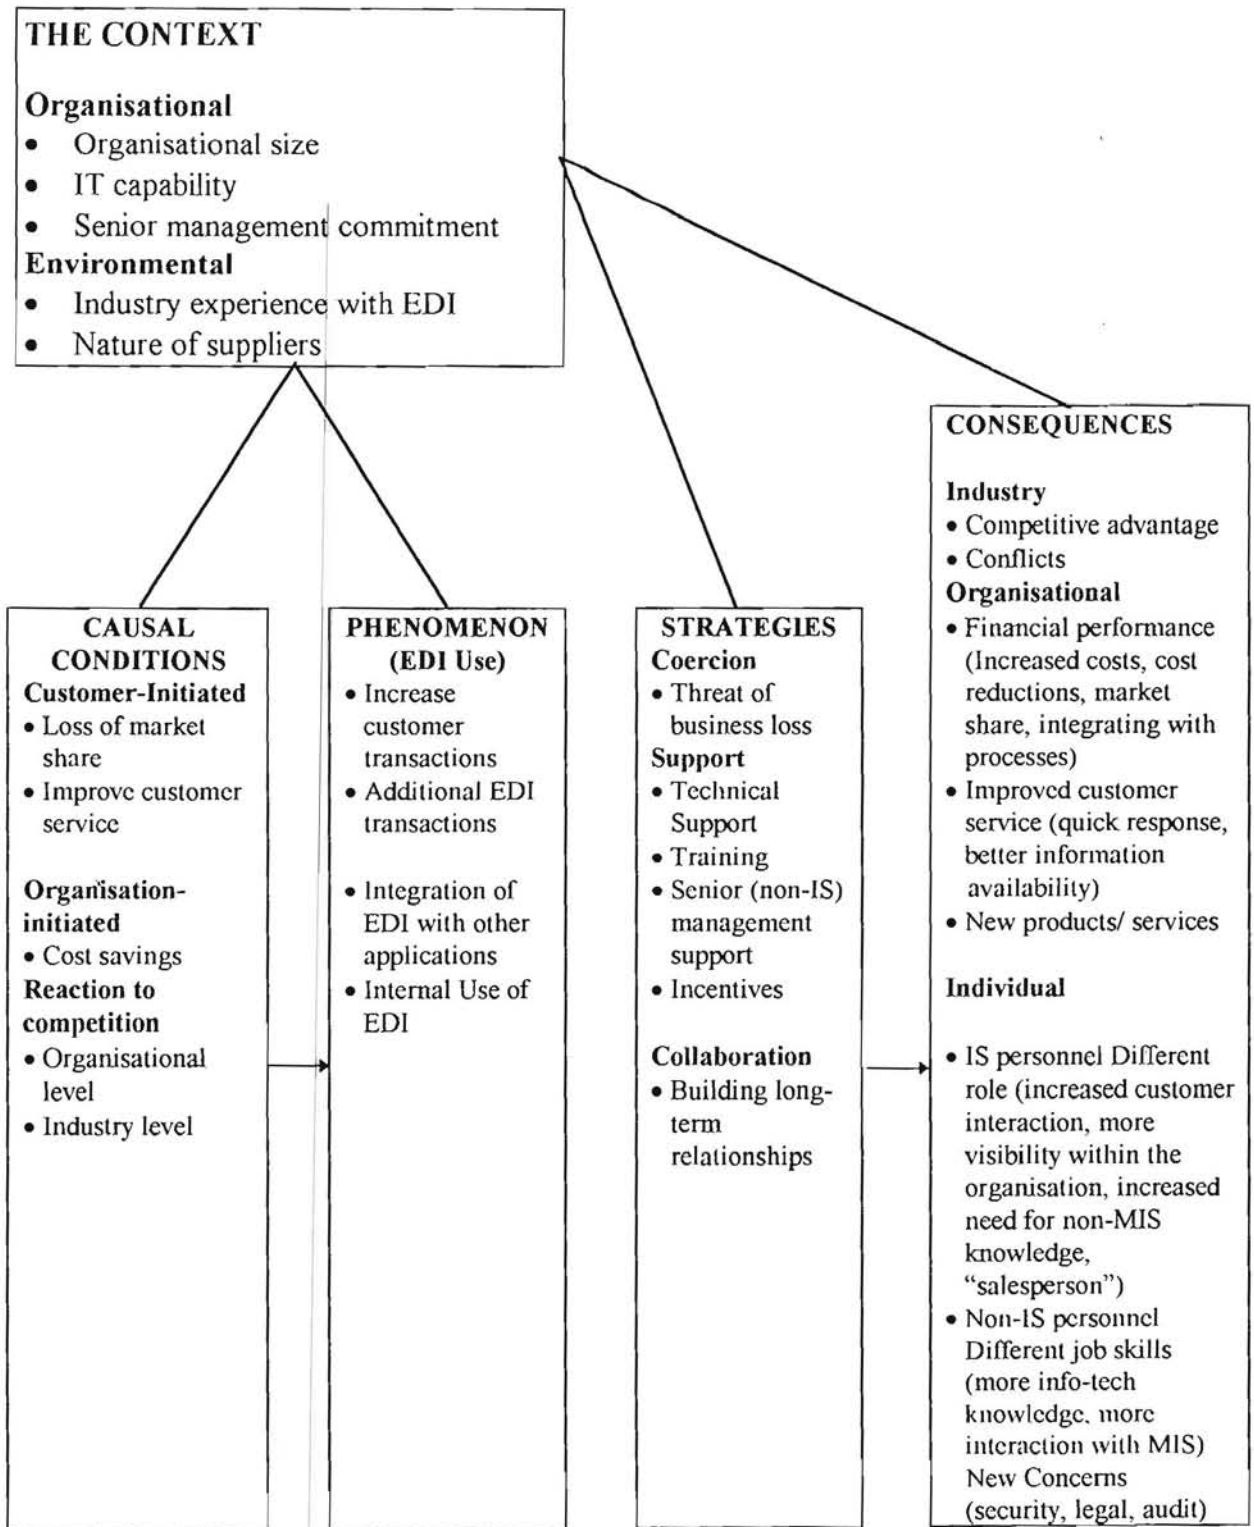 THE CONTEXT
Organisational
• Organisational size
• IT capability
• Senior management commitment
Environmental
• Industry experience with EDI
• Nature of suppliers
CAUSAL
CONDITIONS
Customer-Initiated
• Loss of market
share
• Improve customer
service
Organisation-
initiated
• Cost savings
Reaction to
competition
• Organisational
level
• Industry level
PHENOMENON
(EDI Use)
• Increase
customer
transactions
• Additional EDI
transactions
• Integration of
EDI with other
applications
• Internal Use of
EDI
STRATEGIES
Coercion
• Threat of
business loss
Support
• Technical
Support
• Training
• Senior (non-IS)
management
support
• Incentives
Collaboration
• Building long-
term
relationships
CONSEQUENCES
Industry
• Competitive advantage
• Conflicts
Organisational
• Financial performance
(Increased costs, cost
reductions, market
share, integrating with
processes)
• Improved customer
service (quick response,
better information
availability)
• New products/ services
Individual
• IS personnel Different
role (increased customer
interaction, more
visibility within the
organisation, increased
need for non-MIS
knowledge,
“salesperson”)
• Non-IS personnel
Different job skills
(more info-tech
knowledge, more
interaction with MIS)
New Concerns
(security, legal, audit)